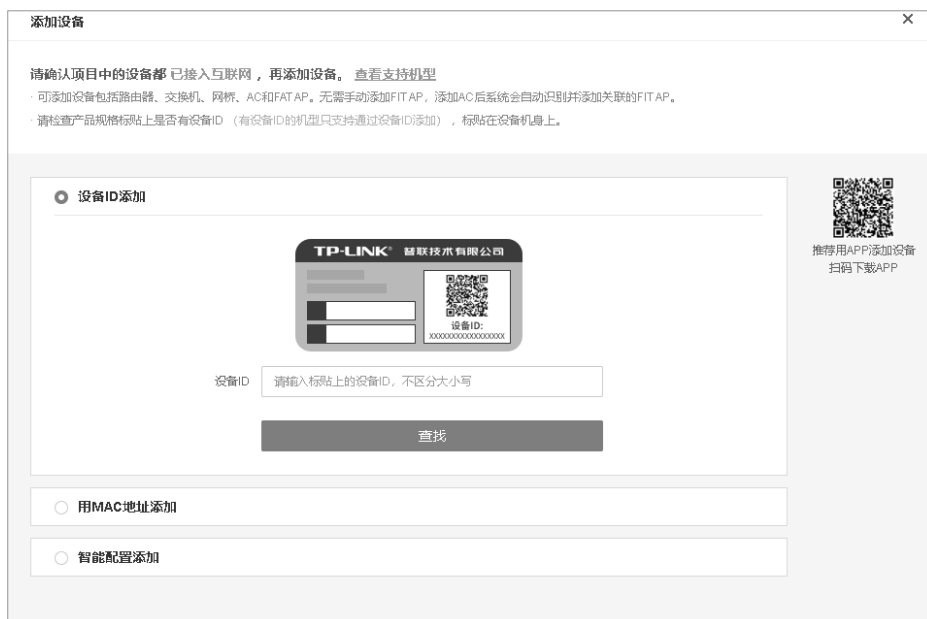 添加设备
请确认项目中的设备都 已接入互联网，再添加设备。 查看支持机型
· 可添加设备包括路由器、交换机、网桥、AC和FATAP。无需手动添加FITAP，添加AC后系统会自动识别并添加关联的FITAP。
· 请检查产品规格标贴上是否有设备ID （有设备ID的机型只支持通过设备ID添加），标贴在设备机身上。
设备ID添加
TP-LINK® 普联技术有限公司
设备ID:
XXXXXXXXXXXXXXXXX
设备ID 请输入标贴上的设备ID，不区分大小写
查找
推荐用APP添加设备
扫码下载APP
用MAC地址添加
智能配置添加